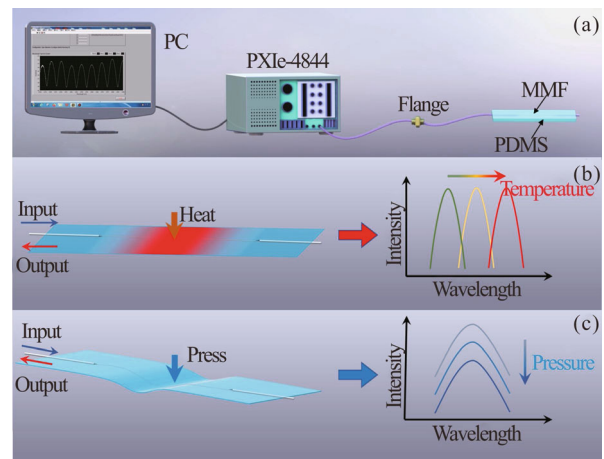 (a)
PC
PXIe-4844
Flange
MMF
PDMS
(b)
Input
Heat
Output
Temperature
Intensity
Wavelength
(c)
Input
Press
Output
Pressure
Intensity
Wavelength